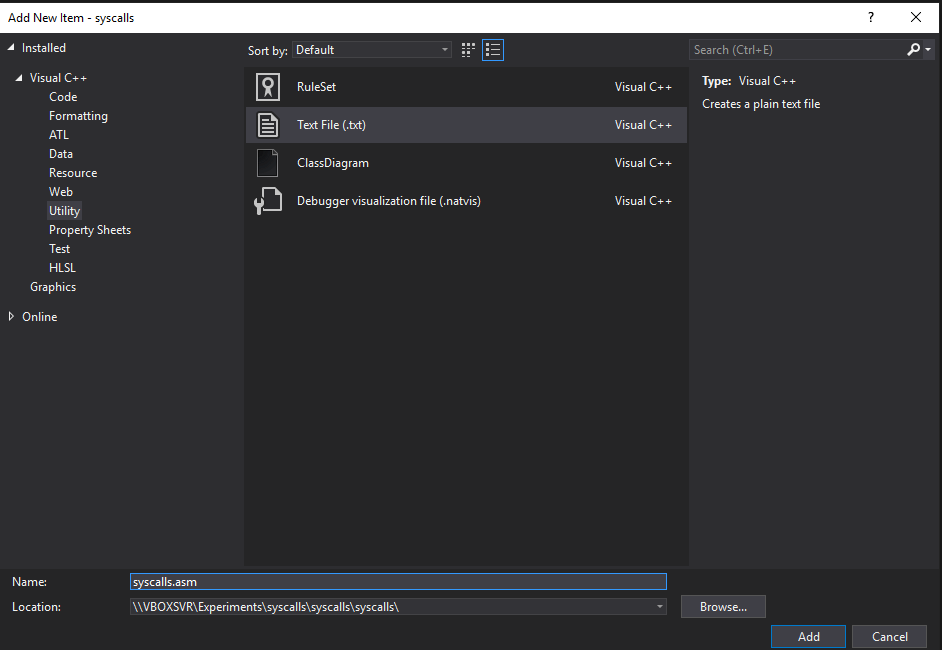 Add New Item - syscalls ?
Installed
Sort by: Default
Search (Ctrl+E)
Visual C++
Code
Formatting
ATL
Data
Resource
Web
Utility
Property Sheets
Test
HLSL
Graphics
Online
RuleSet Visual C++
Text File (.txt) Visual C++
ClassDiagram Visual C++
Debugger visualization file (.natvis) Visual C++
Type: Visual C++
Creates a plain text file
Name: syscalls.asm
Location: \\VBOXSVR\Experiments\syscalls\syscalls\syscalls\
Browse...
Add Cancel